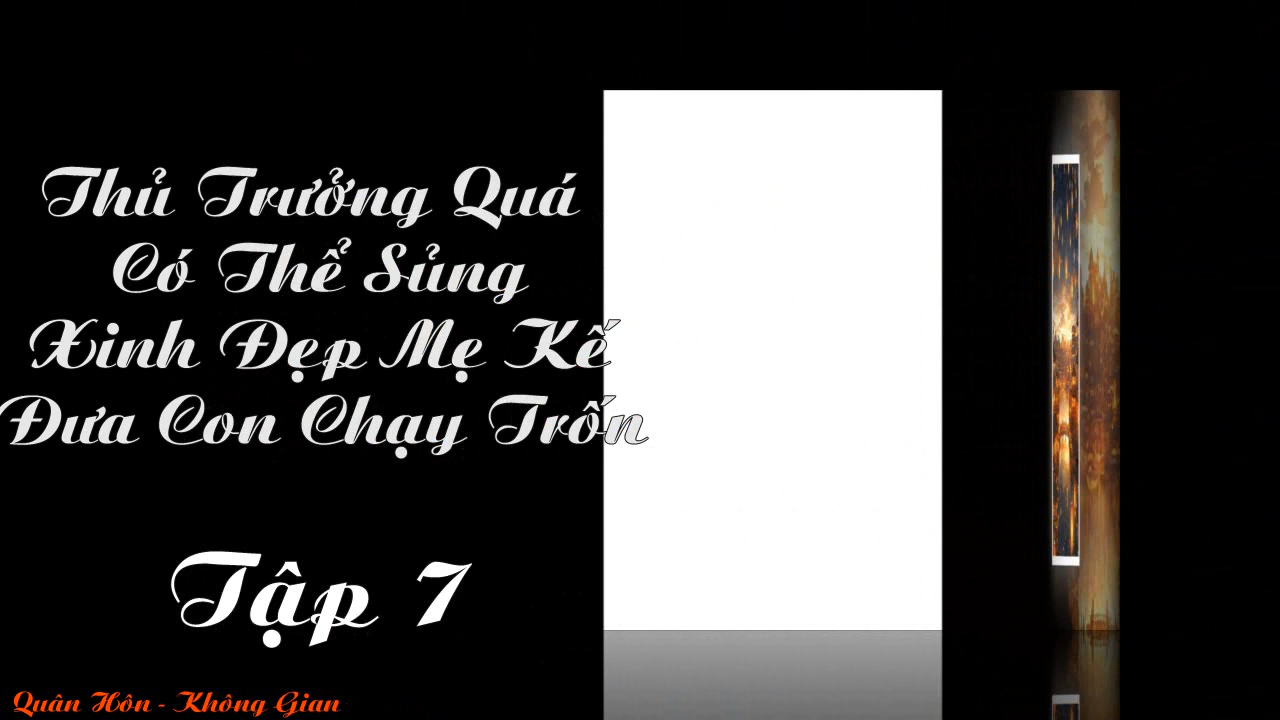 Thủ Trưởng Quá
Có Thể Sủng
Xinh Đẹp Mẹ Kế
Đưa Con Chạy Trốn
Tập 7
Quân Hôn - Không Gian